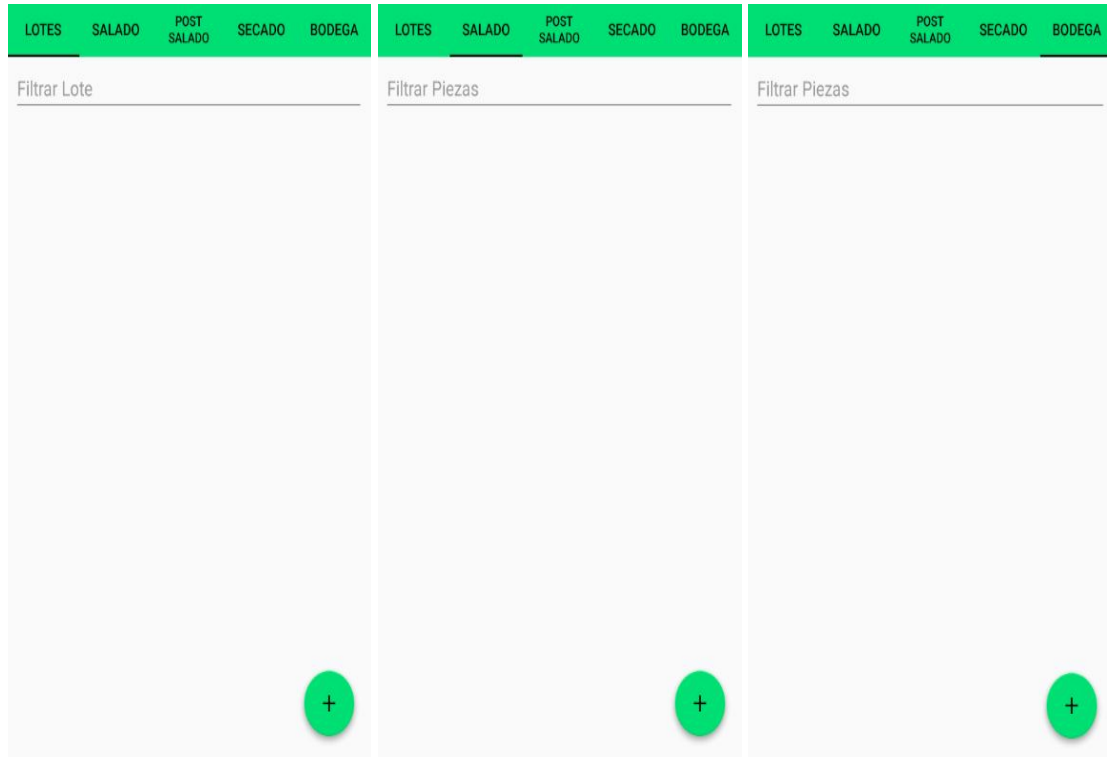 LOTES SALADO POST SALADO SECADO BODEGA
Filtrar Lote
+
LOTES SALADO POST SALADO SECADO BODEGA
Filtrar Piezas
+
LOTES SALADO POST SALADO SECADO BODEGA
Filtrar Piezas
+